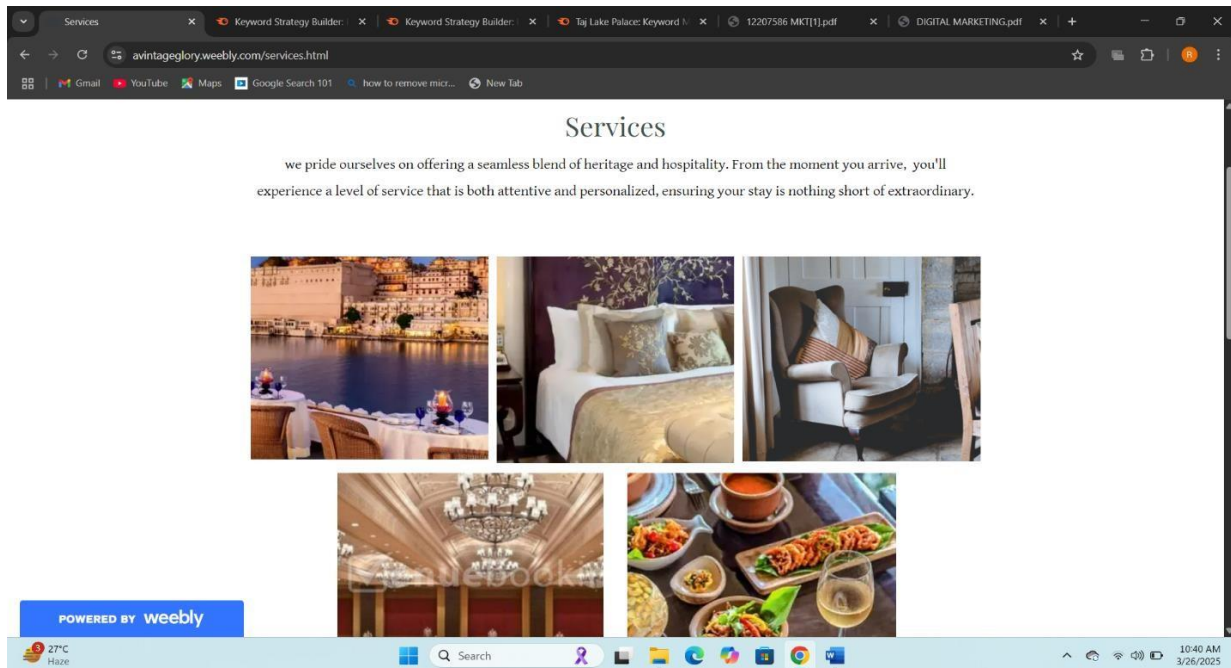 Services
Keyword Strategy Builder:
Keyword Strategy Builder:
Taj Lake Palace: Keyword
12207586 MKT[1].pdf
DIGITAL MARKETING.pdf
avintageglory.weebly.com/services.html
R
Gmail
YouTube
Maps
Google Search 101
how to remove micr...
New Tab
Services
we pride ourselves on offering a seamless blend of heritage and hospitality. From the moment you arrive, you'll
experience a level of service that is both attentive and personalized, ensuring your stay is nothing short of extraordinary.
POWERED BY weebly
3
27°C
Haze
Search
10:40 AM
3/26/2025